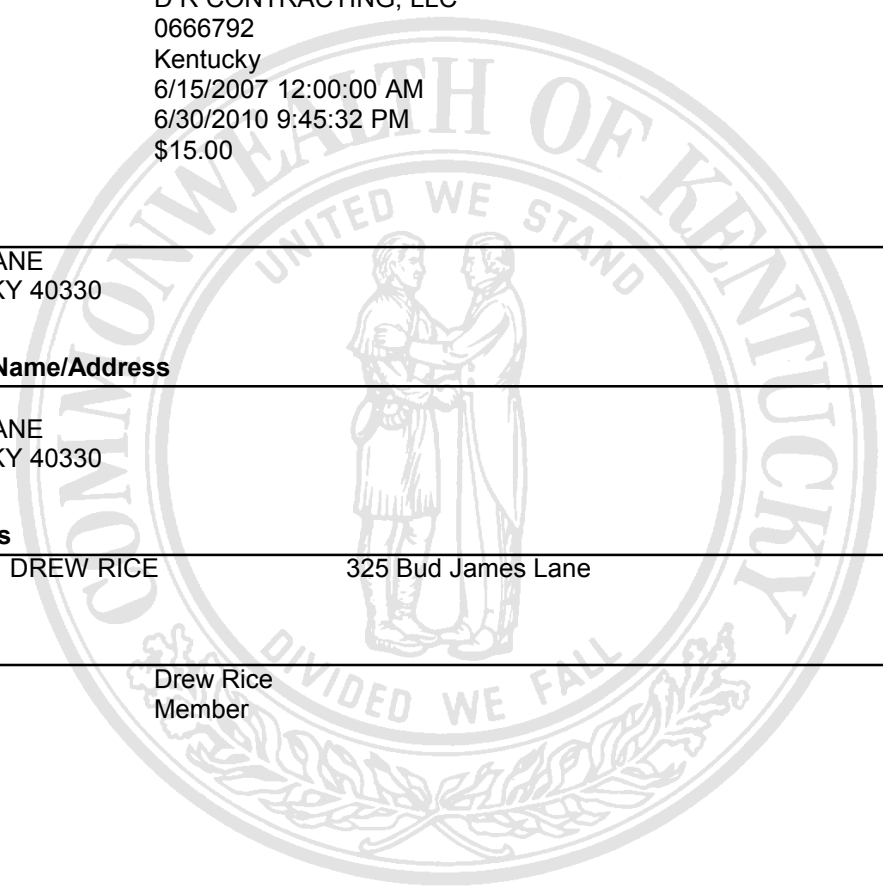 D R CONTRACTING, LLC
0666792
Kentucky
6/15/2007 12:00:00 AM
6/30/2010 9:45:32 PM
$15.00
ANE
KY 40330
Name/Address
ANE
KY 40330
s
DREW RICE 325 Bud James Lane
Drew Rice
Member
COMMONWEALTH OF KENTUCKY
UNITED WE STAND
DIVIDED WE FALL